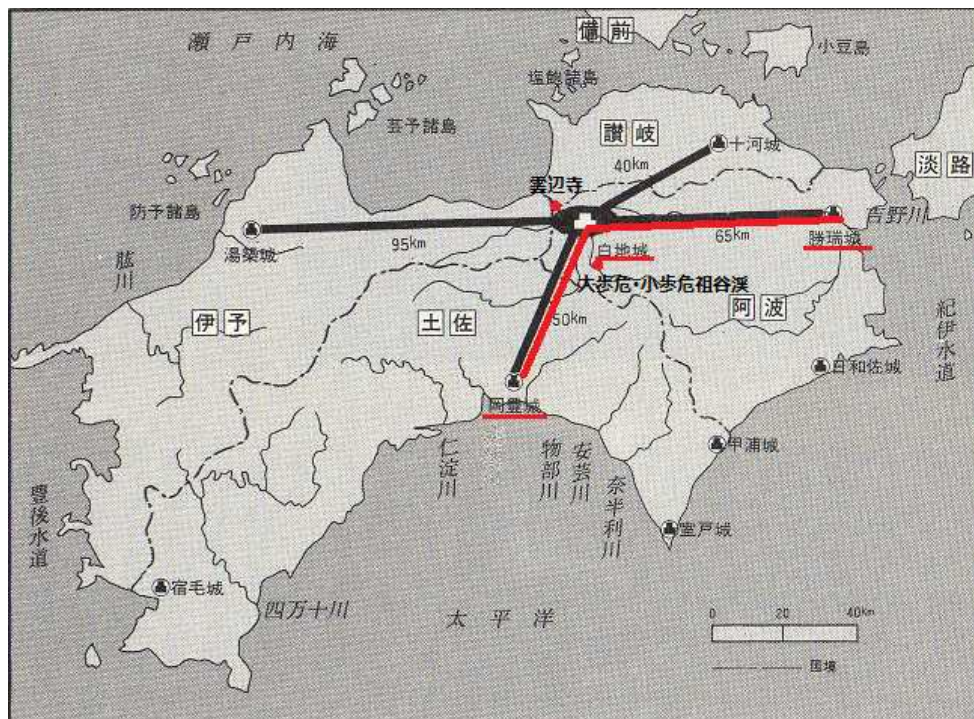 備前
瀬戸内海
小豆島
塩飽諸島
芸予諸島
讃岐
十河城
40km
淡路
雲辺寺
防予諸島
吉野川
湯築城
95km
65km
白地城
勝瑞城
肱川
大歩危・小歩危祖谷渓
伊予
土佐
50km
阿波
紀伊水道
日和佐城
岡豊城
仁淀川
物部川
安芸川
甲浦城
奈半利川
豊後水道
室戸城
宿毛城
四万十川
太平洋
0 20 40km
国境